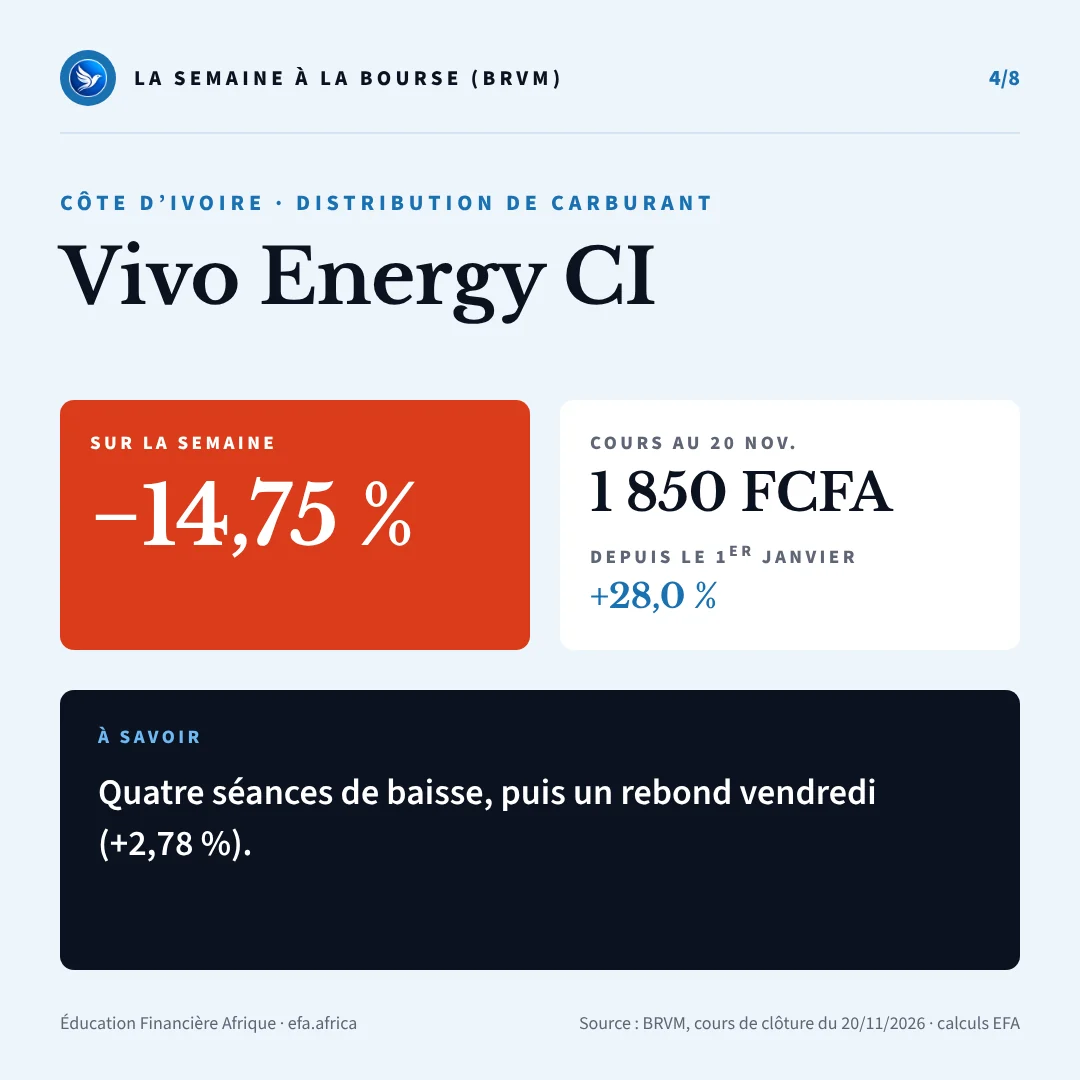 LA SEMAINE À LA BOURSE (BRVM)
4/8
CÔTE D’IVOIRE · DISTRIBUTION DE CARBURANT
Vivo Energy CI
SUR LA SEMAINE
−14,75 %
COURS AU 20 NOV.
1 850 FCFA
DEPUIS LE 1ER JANVIER
+28,0 %
À SAVOIR
Quatre séances de baisse, puis un rebond vendredi
(+2,78 %).
Éducation Financière Afrique · efa.africa
Source : BRVM, cours de clôture du 20/11/2026 · calculs EFA